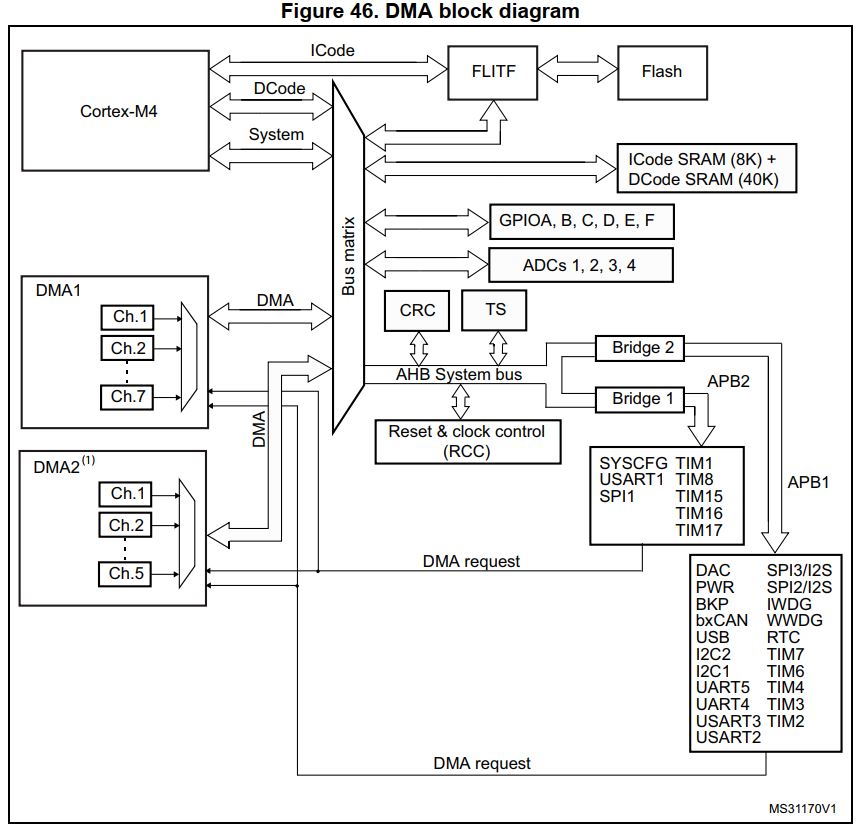 Figure 46. DMA block diagram
ICode
Cortex-M4
FLITF
Flash
DCode
System
ICode SRAM (8K) +
DCode SRAM (40K)
Bus matrix
GPIOA, B, C, D, E, F
ADCs 1, 2, 3, 4
DMA1
Ch.1
Ch.2
Ch.7
DMA
CRC
TS
AHB System bus
Bridge 2
Bridge 1
APB2
Reset & clock control
(RCC)
DMA
DMA2(1)
Ch.1
Ch.2
Ch.5
SYSCFG TIM1
USART1 TIM8
SPI1 TIM15
TIM16
TIM17
APB1
DMA request
DAC SPI3/I2S
PWR SPI2/I2S
BKP IWDG
bxCAN WWDG
USB RTC
I2C2 TIM7
I2C1 TIM6
UART5 TIM4
UART4 TIM3
USART3 TIM2
USART2
DMA request
MS31170V1